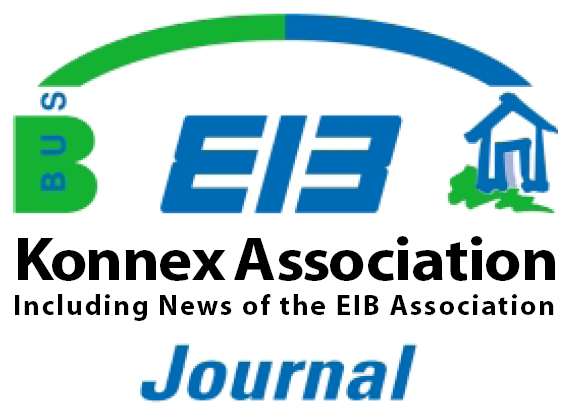 BUS
B EIB
Konnex Association
Including News of the EIB Association
Journal